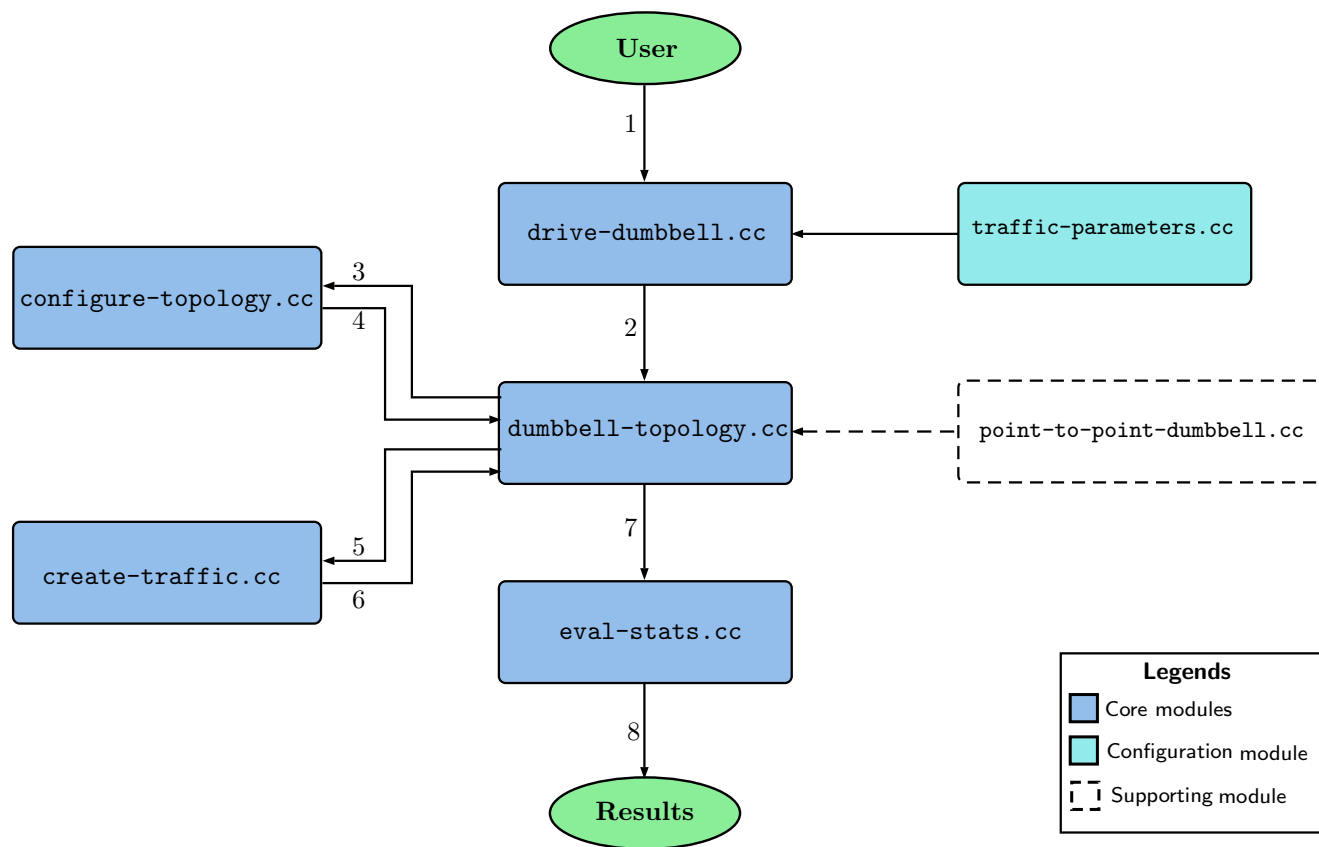 User
1
drive-dumbbell.cc
traffic-parameters.cc
3
configure-topology.cc
4
2
dumbbell-topology.cc
point-to-point-dumbbell.cc
5
create-traffic.cc
6
7
eval-stats.cc
8
Results
Legends
Core modules
Configuration module
Supporting module